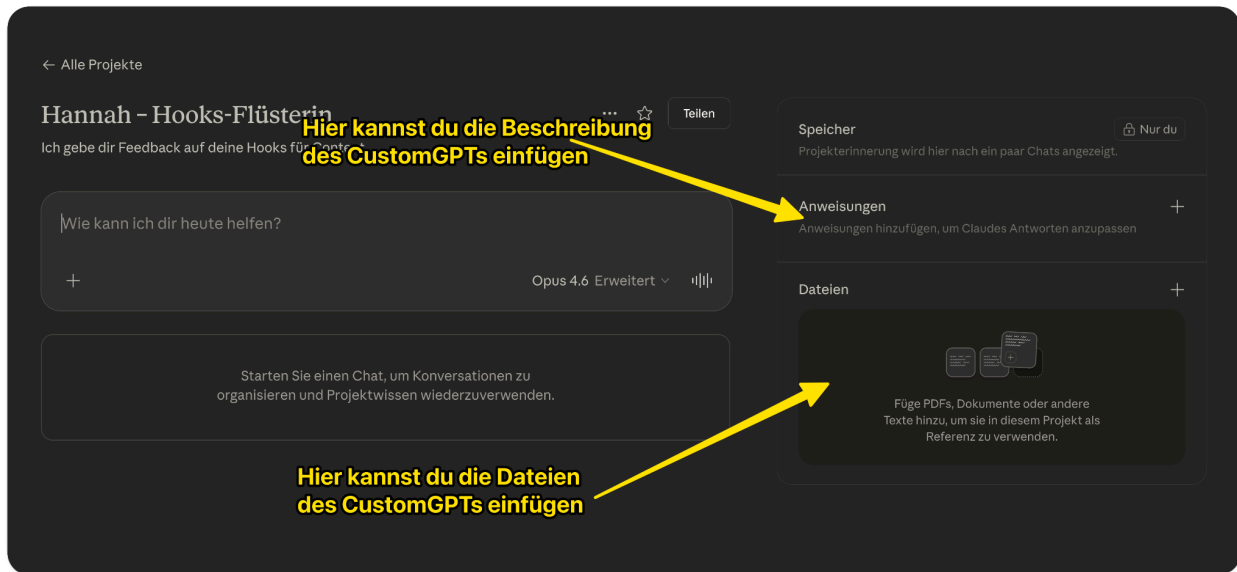 ← Alle Projekte
Hannah – Hooks-Flüsterin
Teilen
Ich gebe dir Feedback auf deine Hooks für Content
Hier kannst du die Beschreibung
des CustomGPTs einfügen
Wie kann ich dir heute helfen?
Opus 4.6 Erweitert
Starten Sie einen Chat, um Konversationen zu
organisieren und Projektwissen wiederzuverwenden.
Hier kannst du die Dateien
des CustomGPTs einfügen
Speicher
Nur du
Projekterinnerung wird hier nach ein paar Chats angezeigt.
Anweisungen
Anweisungen hinzufügen, um Claudes Antworten anzupassen
Dateien
Füge PDFs, Dokumente oder andere
Texte hinzu, um sie in diesem Projekt als
Referenz zu verwenden.